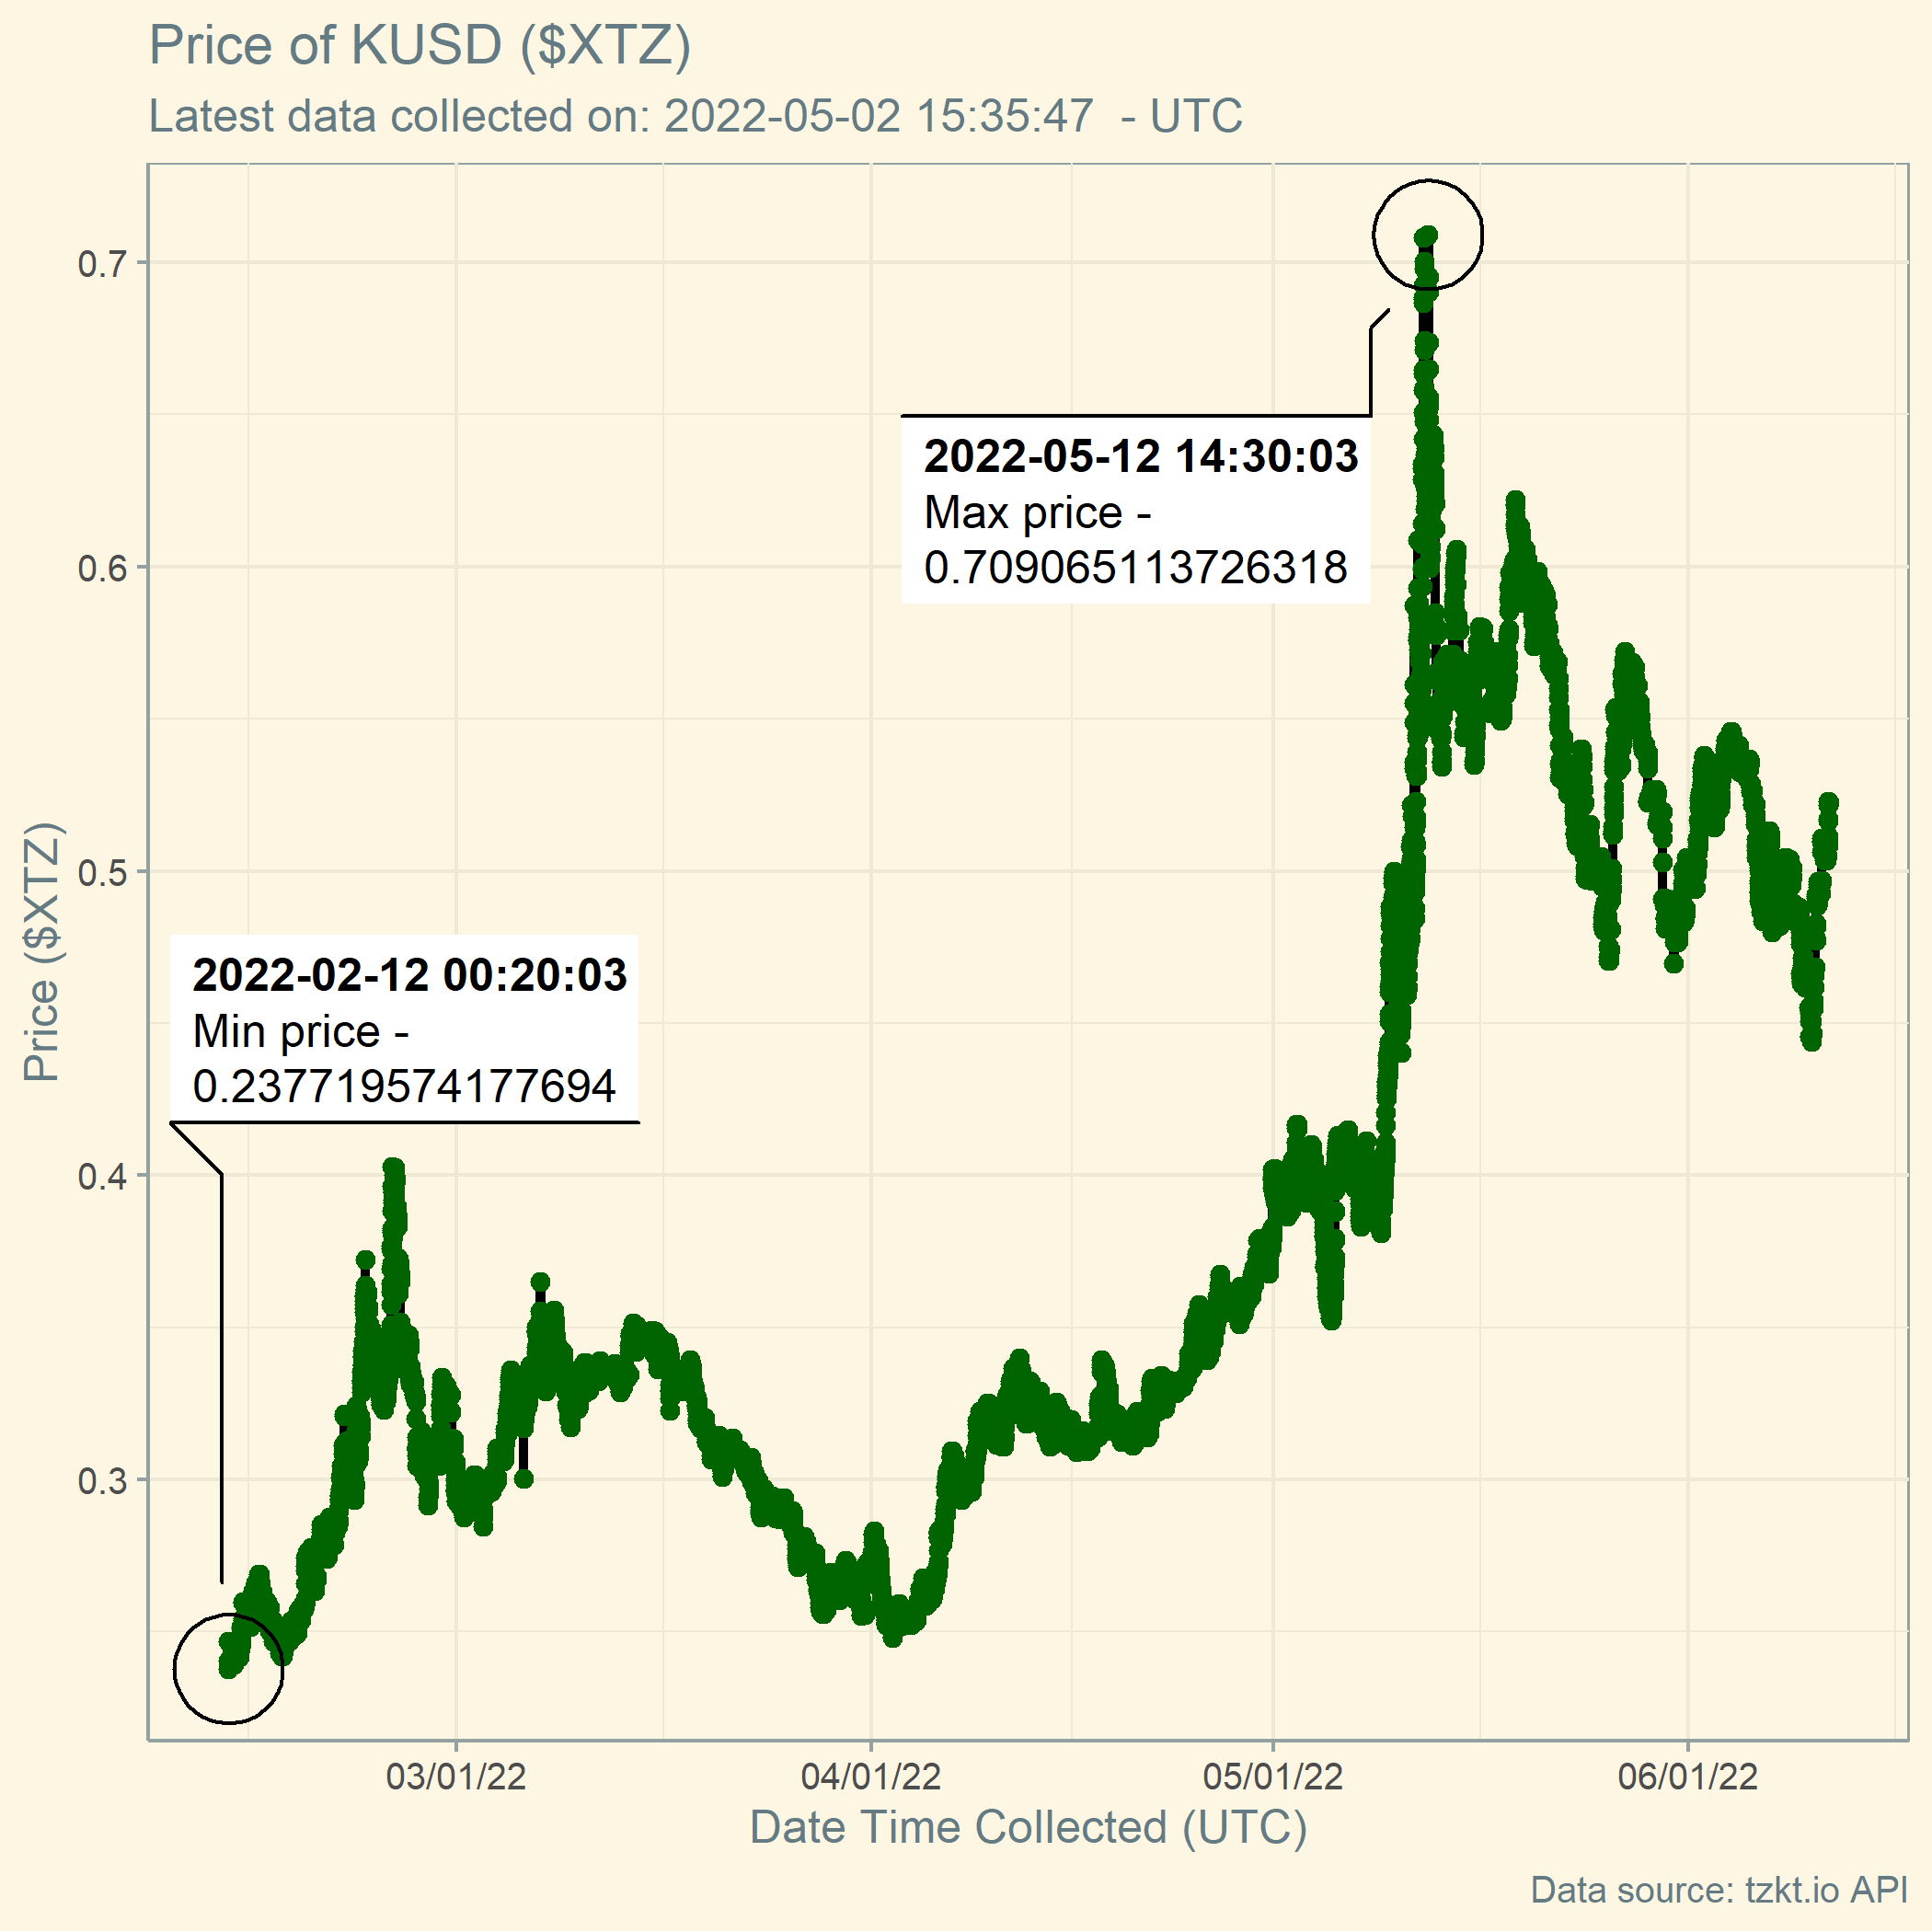 Price of KUSD ($XTZ)
Latest data collected on: 2022-05-02 15:35:47  - UTC
Price ($XTZ)
0.7
0.6
0.5
0.4
0.3
2022-05-12 14:30:03
Max price -
0.709065113726318
2022-02-12 00:20:03
Min price -
0.237719574177694
03/01/22
04/01/22
05/01/22
06/01/22
Date Time Collected (UTC)
Data source: tzkt.io API